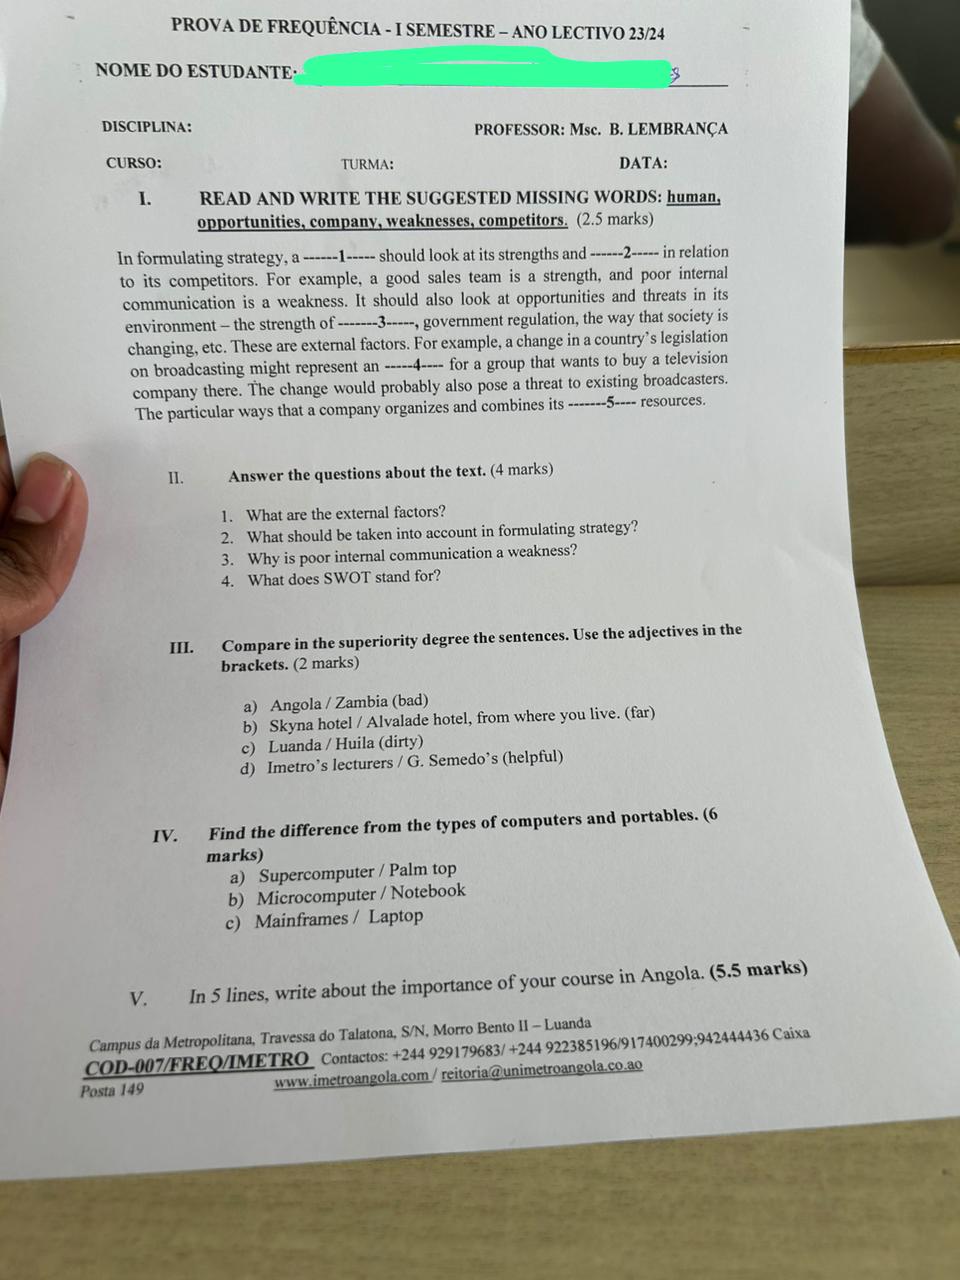 PROVA DE FREQUÊNCIA - I SEMESTRE – ANO LECTIVO 23/24
NOME DO ESTUDANTE:
DISCIPLINA:
PROFESSOR: Msc. B. LEMBRANÇA
CURSO:
TURMA:
DATA:
I. READ AND WRITE THE SUGGESTED MISSING WORDS: human,
opportunities, company, weaknesses, competitors. (2.5 marks)
In formulating strategy, a ------1----- should look at its strengths and ------2----- in relation
to its competitors. For example, a good sales team is a strength, and poor internal
communication is a weakness. It should also look at opportunities and threats in its
environment – the strength of -------3-----, government regulation, the way that society is
changing, etc. These are external factors. For example, a change in a country's legislation
on broadcasting might represent an -----4---- for a group that wants to buy a television
company there. The change would probably also pose a threat to existing broadcasters.
The particular ways that a company organizes and combines its -------5---- resources.
II. Answer the questions about the text. (4 marks)
1. What are the external factors?
2. What should be taken into account in formulating strategy?
3. Why is poor internal communication a weakness?
4. What does SWOT stand for?
III. Compare in the superiority degree the sentences. Use the adjectives in the
brackets. (2 marks)
a) Angola / Zambia (bad)
b) Skyna hotel / Alvalade hotel, from where you live. (far)
c) Luanda / Huila (dirty)
d) Imetro's lecturers / G. Semedo's (helpful)
IV. Find the difference from the types of computers and portables. (6
marks)
a) Supercomputer / Palm top
b) Microcomputer / Notebook
c) Mainframes / Laptop
V. In 5 lines, write about the importance of your course in Angola. (5.5 marks)
Campus da Metropolitana, Travessa do Talatona, S/N, Morro Bento II – Luanda
COD-007/FREQ/IMETRO Contactos: +244 929179683/ +244 922385196/917400299;942444436 Caixa
Posta 149 www.imetroangola.com / reitoria@unimetroangola.co.ao